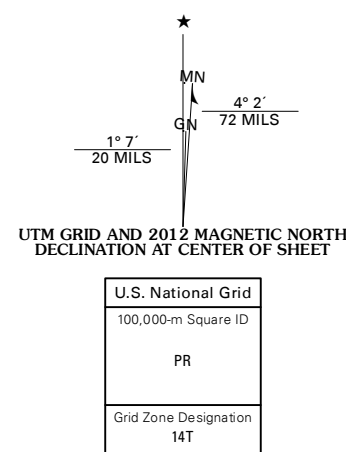 ★
MN
4° 2´
72 MILS
GN
1° 7´
20 MILS
UTM GRID AND 2012 MAGNETIC NORTH
DECLINATION AT CENTER OF SHEET
U.S. National Grid
100,000-m Square ID
PR
Grid Zone Designation
14T